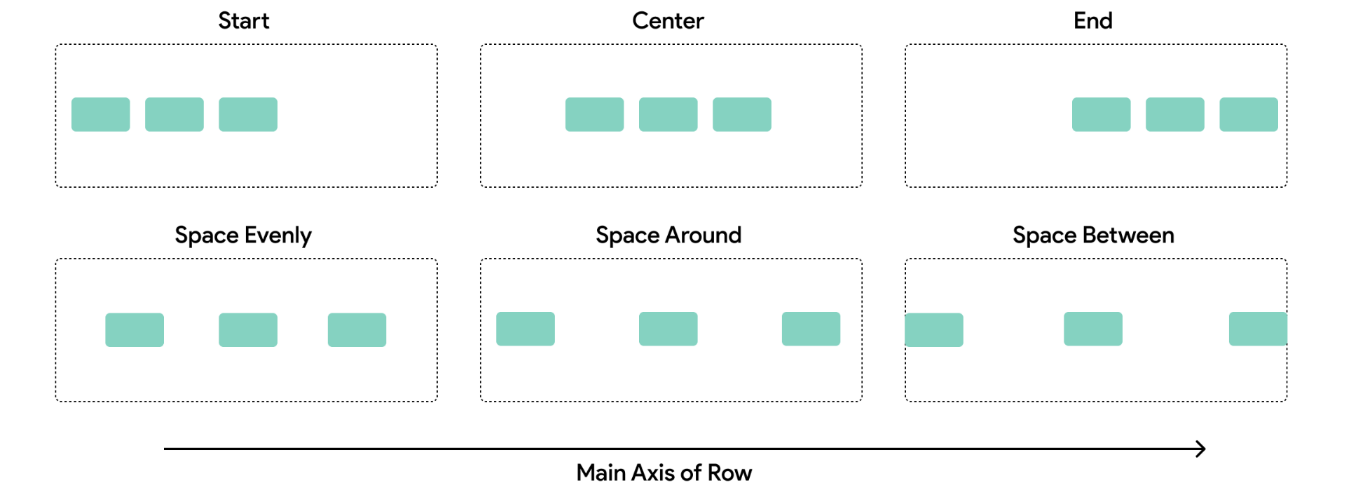 Start
Center
End
Space Evenly
Space Around
Space Between
Main Axis of Row